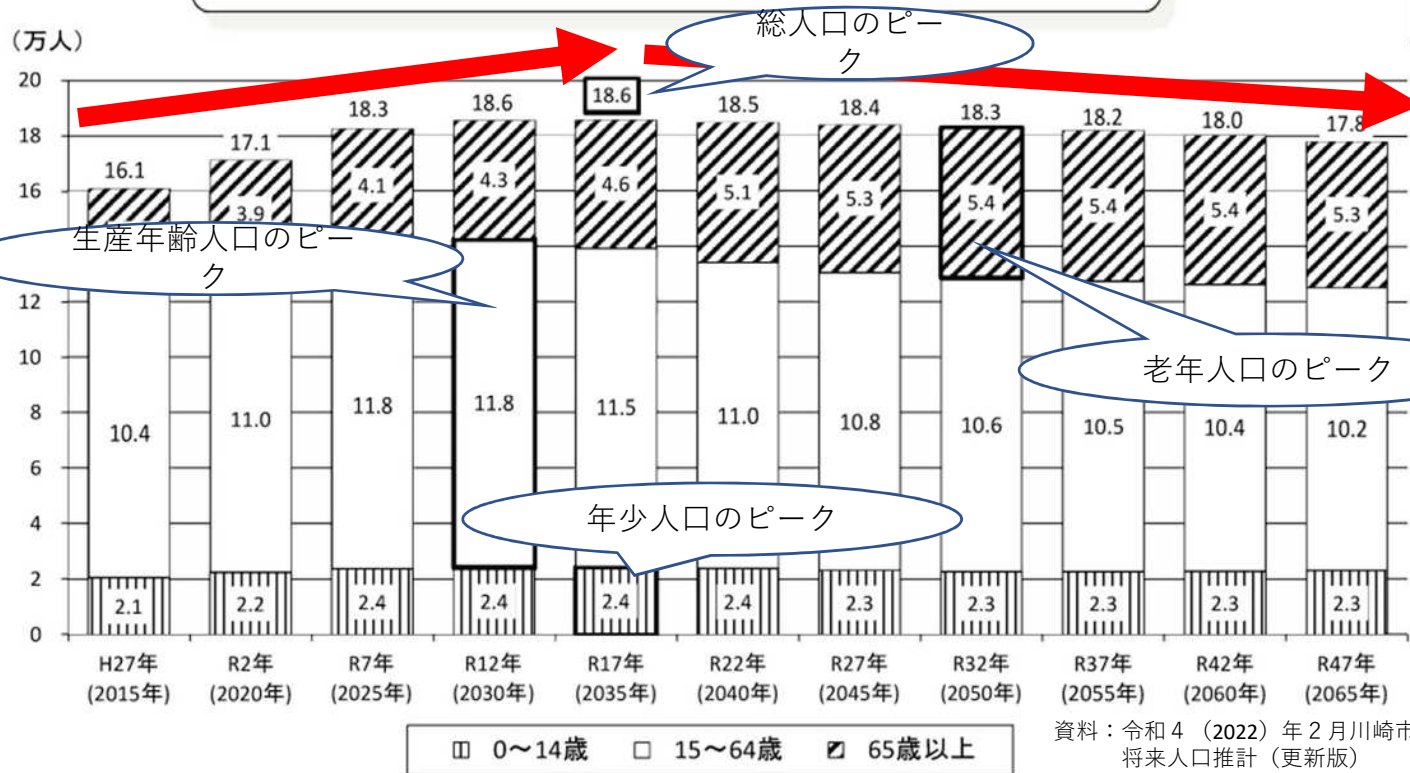 （万人）
総人口のピー
ク
20
18
16
12
10
8
6
4
2
0
16.1
17.1
18.3
18.6
18.6
18.5
18.4
18.3
18.2
18.0
17.8
3.9
4.1
4.3
4.6
5.1
5.3
5.4
5.4
5.4
5.3
生産年齢人口のピー
ク
老年人口のピーク
10.4
11.0
11.8
11.8
11.5
11.0
10.8
10.6
10.5
10.4
10.2
年少人口のピーク
2.1
2.2
2.4
2.4
2.4
2.4
2.3
2.3
2.3
2.3
2.3
H27年
(2015年)
R2年
(2020年)
R7年
(2025年)
R12年
(2030年)
R17年
(2035年)
R22年
(2040年)
R27年
(2045年)
R32年
(2050年)
R37年
(2055年)
R42年
(2060年)
R47年
(2065年)
0～14歳 15～64歳 65歳以上
資料：令和４（2022）年２月川崎市
将来人口推計（更新版）